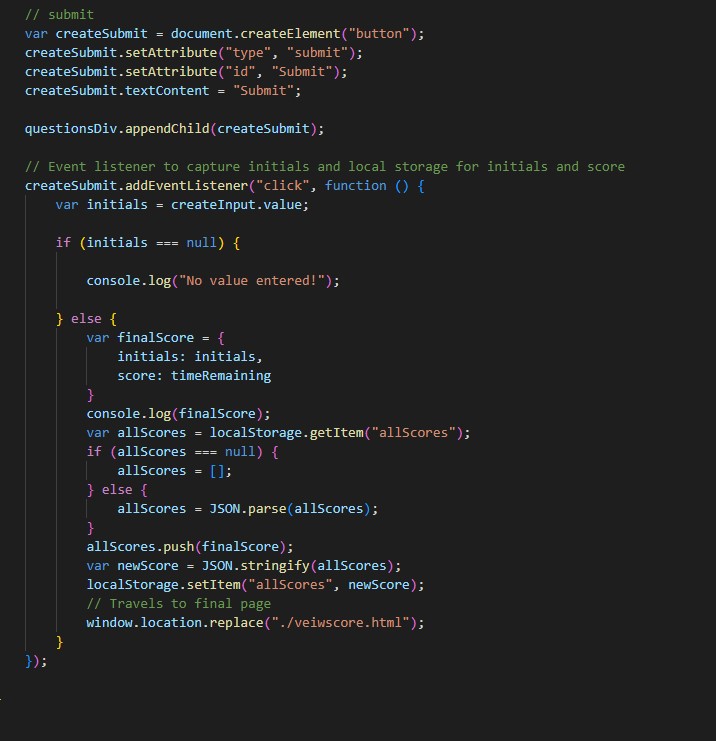 // submit
var createSubmit = document.createElement("button");
createSubmit.setAttribute("type", "submit");
createSubmit.setAttribute("id", "Submit");
createSubmit.textContent = "Submit";
questionsDiv.appendChild(createSubmit);
// Event listener to capture initials and local storage for initials and score
createSubmit.addEventListener("click", function () {
var initials = createInput.value;
if (initials === null) {
console.log("No value entered!");
} else {
var finalScore = {
initials: initials,
score: timeRemaining
}
console.log(finalScore);
var allScores = localStorage.getItem("allScores");
if (allScores === null) {
allScores = [];
} else {
allScores = JSON.parse(allScores);
}
allScores.push(finalScore);
var newScore = JSON.stringify(allScores);
localStorage.setItem("allScores", newScore);
// Travels to final page
window.location.replace("./veiwscore.html");
}
});